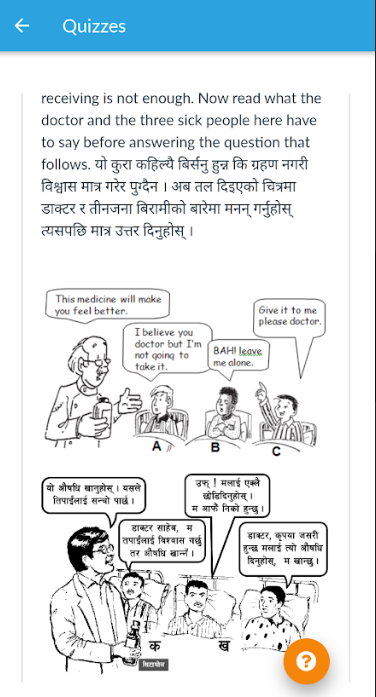 Quizzes
receiving is not enough. Now read what the
doctor and the three sick people here have
to say before answering the question that
follows. यो कुरा कहिल्यै बिर्सनु हुन्न कि ग्रहण नगरी
विश्वास मात्र गरेर पुग्दैन । अब तल दिइएको चित्रमा
डाक्टर र तीनजना बिरामीको बारेमा मनन् गर्नुहोस्
त्यसपछि मात्र उत्तर दिनुहोस् ।
This medicine will make
you feel better.
Give it to me
please doctor.
I believe you
doctor but I'm
not going to
take it.
BAH! leave
me alone.
A
B
C
यो औषधि खानुहोस् । यसले
तिपाईंलाई सन्चो पार्छ ।
उफ् ! मलाई एक्लै
छोडिदिनुहोस् ।
म आफैं निको हुन्छु ।
डाक्टर साहेब, म
तपाईंलाई विश्वास गर्छु
तर औषधि खान्नँ ।
डाक्टर, कृपया जसरी
हुन्छ मलाई त्यो औषधि
दिनुहोस्, म खान्छु ।
क
ख
भिटामीन
?